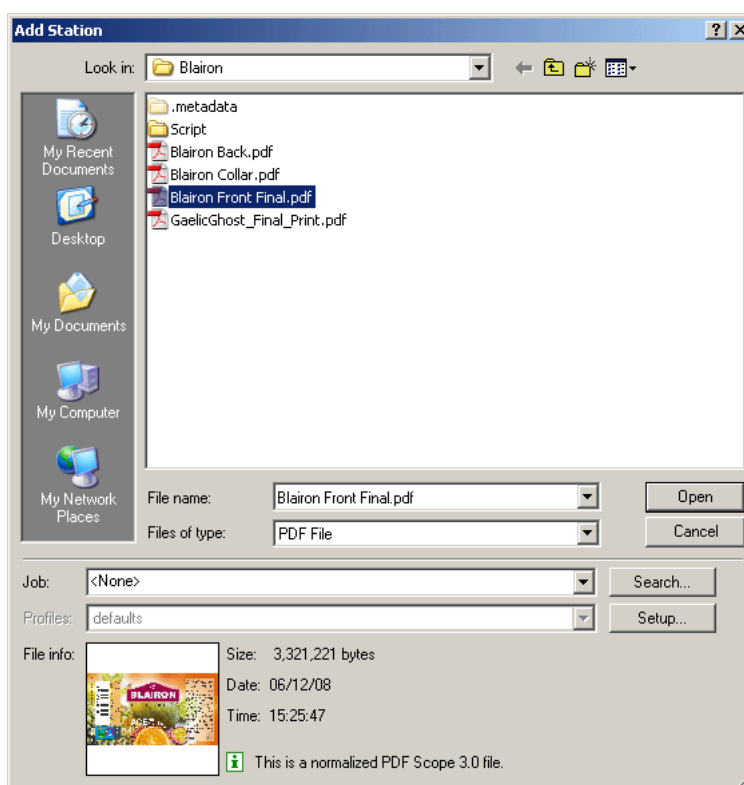 Add Station
Look in: Blairon
My Recent
Documents
Desktop
My Documents
My Computer
My Network
Places
.metadata
Script
Blairon Back.pdf
Blairon Collar.pdf
Blairon Front Final.pdf
GaelicGhost_Final_Print.pdf
File name: Blairon Front Final.pdf Open
Files of type: PDF File Cancel
Job: <None> Search...
Profiles: defaults Setup...
File info: Size: 3,321,221 bytes
BLAIRON
Date: 06/12/08
Time: 15:25:47
This is a normalized PDF Scope 3.0 file.